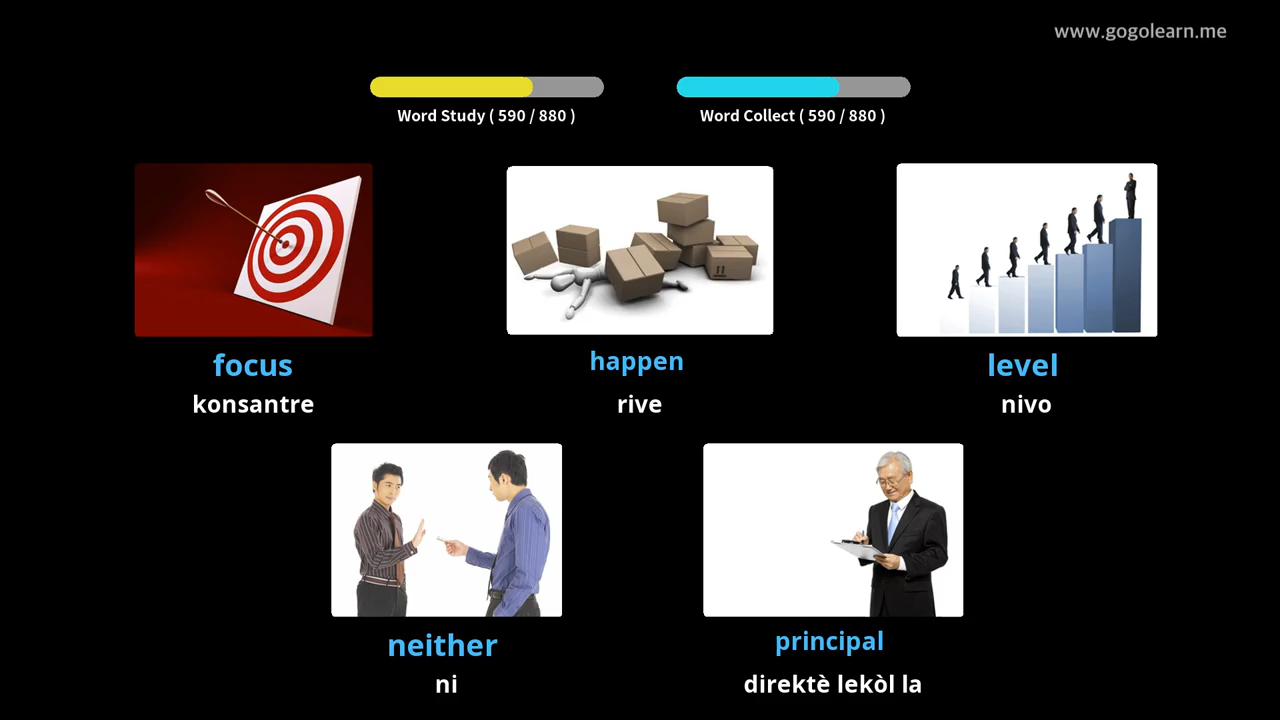 www.gogolearn.me
Word Study ( 590 / 880 )
Word Collect ( 590 / 880 )
focus
konsantre
happen
rive
level
nivo
neither
ni
principal
direktè lekòl la